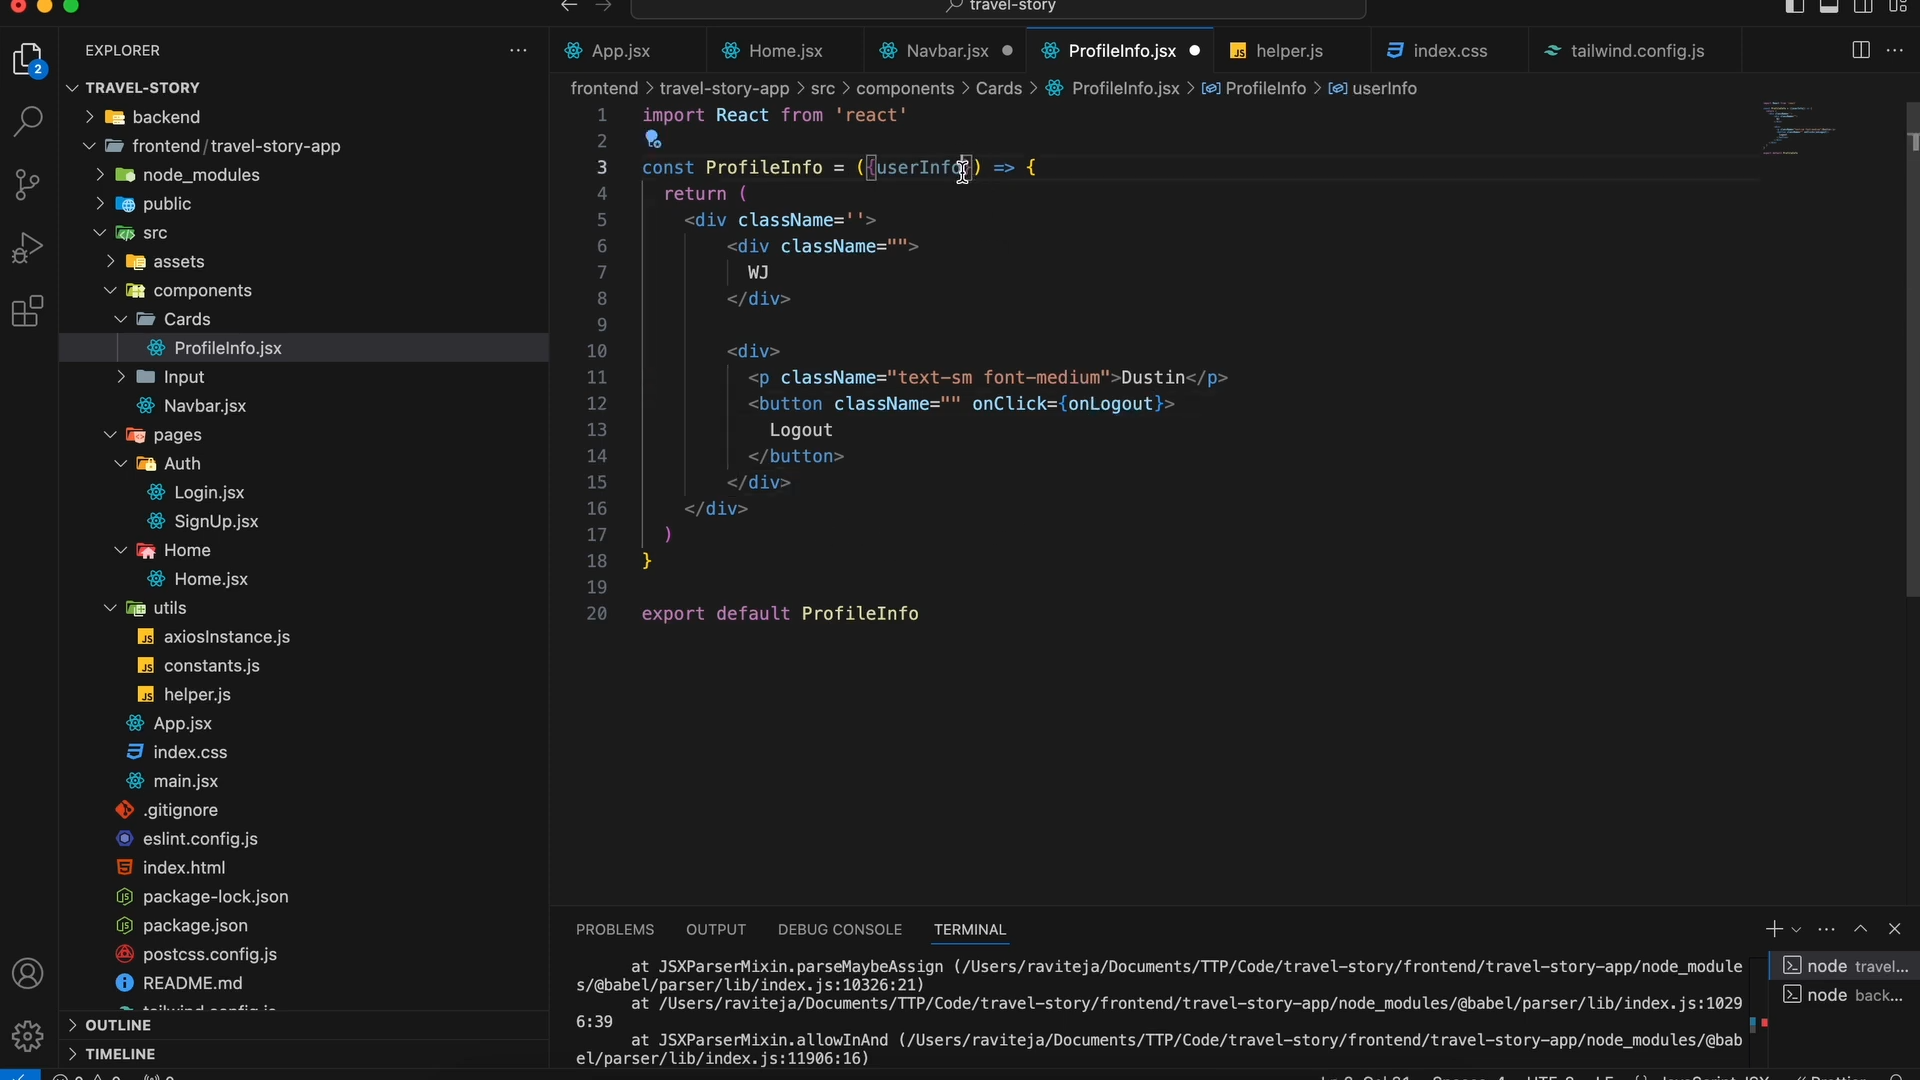 travel-story
EXPLORER
2
TRAVEL-STORY
backend
frontend / travel-story-app
node_modules
public
src
assets
components
Cards
ProfileInfo.jsx
Input
Navbar.jsx
pages
Auth
Login.jsx
SignUp.jsx
Home
Home.jsx
utils
axiosInstance.js
constants.js
helper.js
App.jsx
index.css
main.jsx
.gitignore
eslint.config.js
index.html
package-lock.json
package.json
postcss.config.js
README.md
tailwind.config.js
OUTLINE
TIMELINE
App.jsx Home.jsx Navbar.jsx ProfileInfo.jsx helper.js index.css tailwind.config.js
frontend > travel-story-app > src > components > Cards > ProfileInfo.jsx > ProfileInfo > userInfo
1 import React from 'react'
2
3 const ProfileInfo = ({userInfo}) => {
4 return (
5 <div className=''>
6 <div className="">
7 WJ
8 </div>
9
10 <div>
11 <p className="text-sm font-medium">Dustin</p>
12 <button className="" onClick={onLogout}>
13 Logout
14 </button>
15 </div>
16 </div>
17 )
18 }
19
20 export default ProfileInfo
PROBLEMS OUTPUT DEBUG CONSOLE TERMINAL
at JSXParserMixin.parseMaybeAssign (/Users/raviteja/Documents/TTP/Code/travel-story/frontend/travel-story-app/node_module
s/@babel/parser/lib/index.js:10326:21)
at /Users/raviteja/Documents/TTP/Code/travel-story/frontend/travel-story-app/node_modules/@babel/parser/lib/index.js:1029
6:39
at JSXParserMixin.allowInAnd (/Users/raviteja/Documents/TTP/Code/travel-story/frontend/travel-story-app/node_modules/@bab
el/parser/lib/index.js:11906:16)
node travel...
node back...